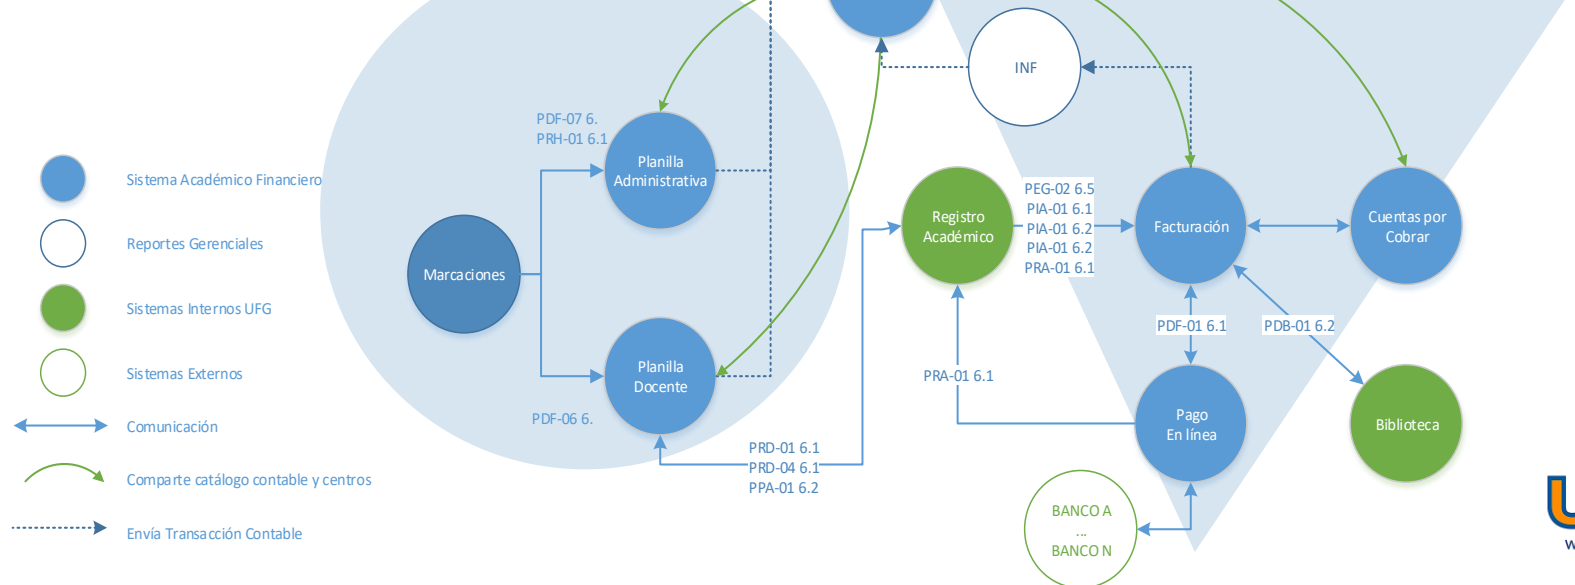 INF
PDF-07 6.
PRH-01 6.1
Planilla
Administrativa
Sistema Académico Financiero
Registro
Académico
PEG-02 6.5
PIA-01 6.1
PIA-01 6.2
PIA-01 6.2
PRA-01 6.1
Facturación
Cuentas por
Cobrar
Reportes Gerenciales
Marcaciones
Sistemas Internos UFG
PDF-01 6.1
PDB-01 6.2
Planilla
Docente
PRA-01 6.1
Sistemas Externos
PDF-06 6.
Pago
En línea
Biblioteca
Comunicación
PRD-01 6.1
PRD-04 6.1
PPA-01 6.2
Comparte catálogo contable y centros
BANCO A
...
BANCO N
Envía Transacción Contable